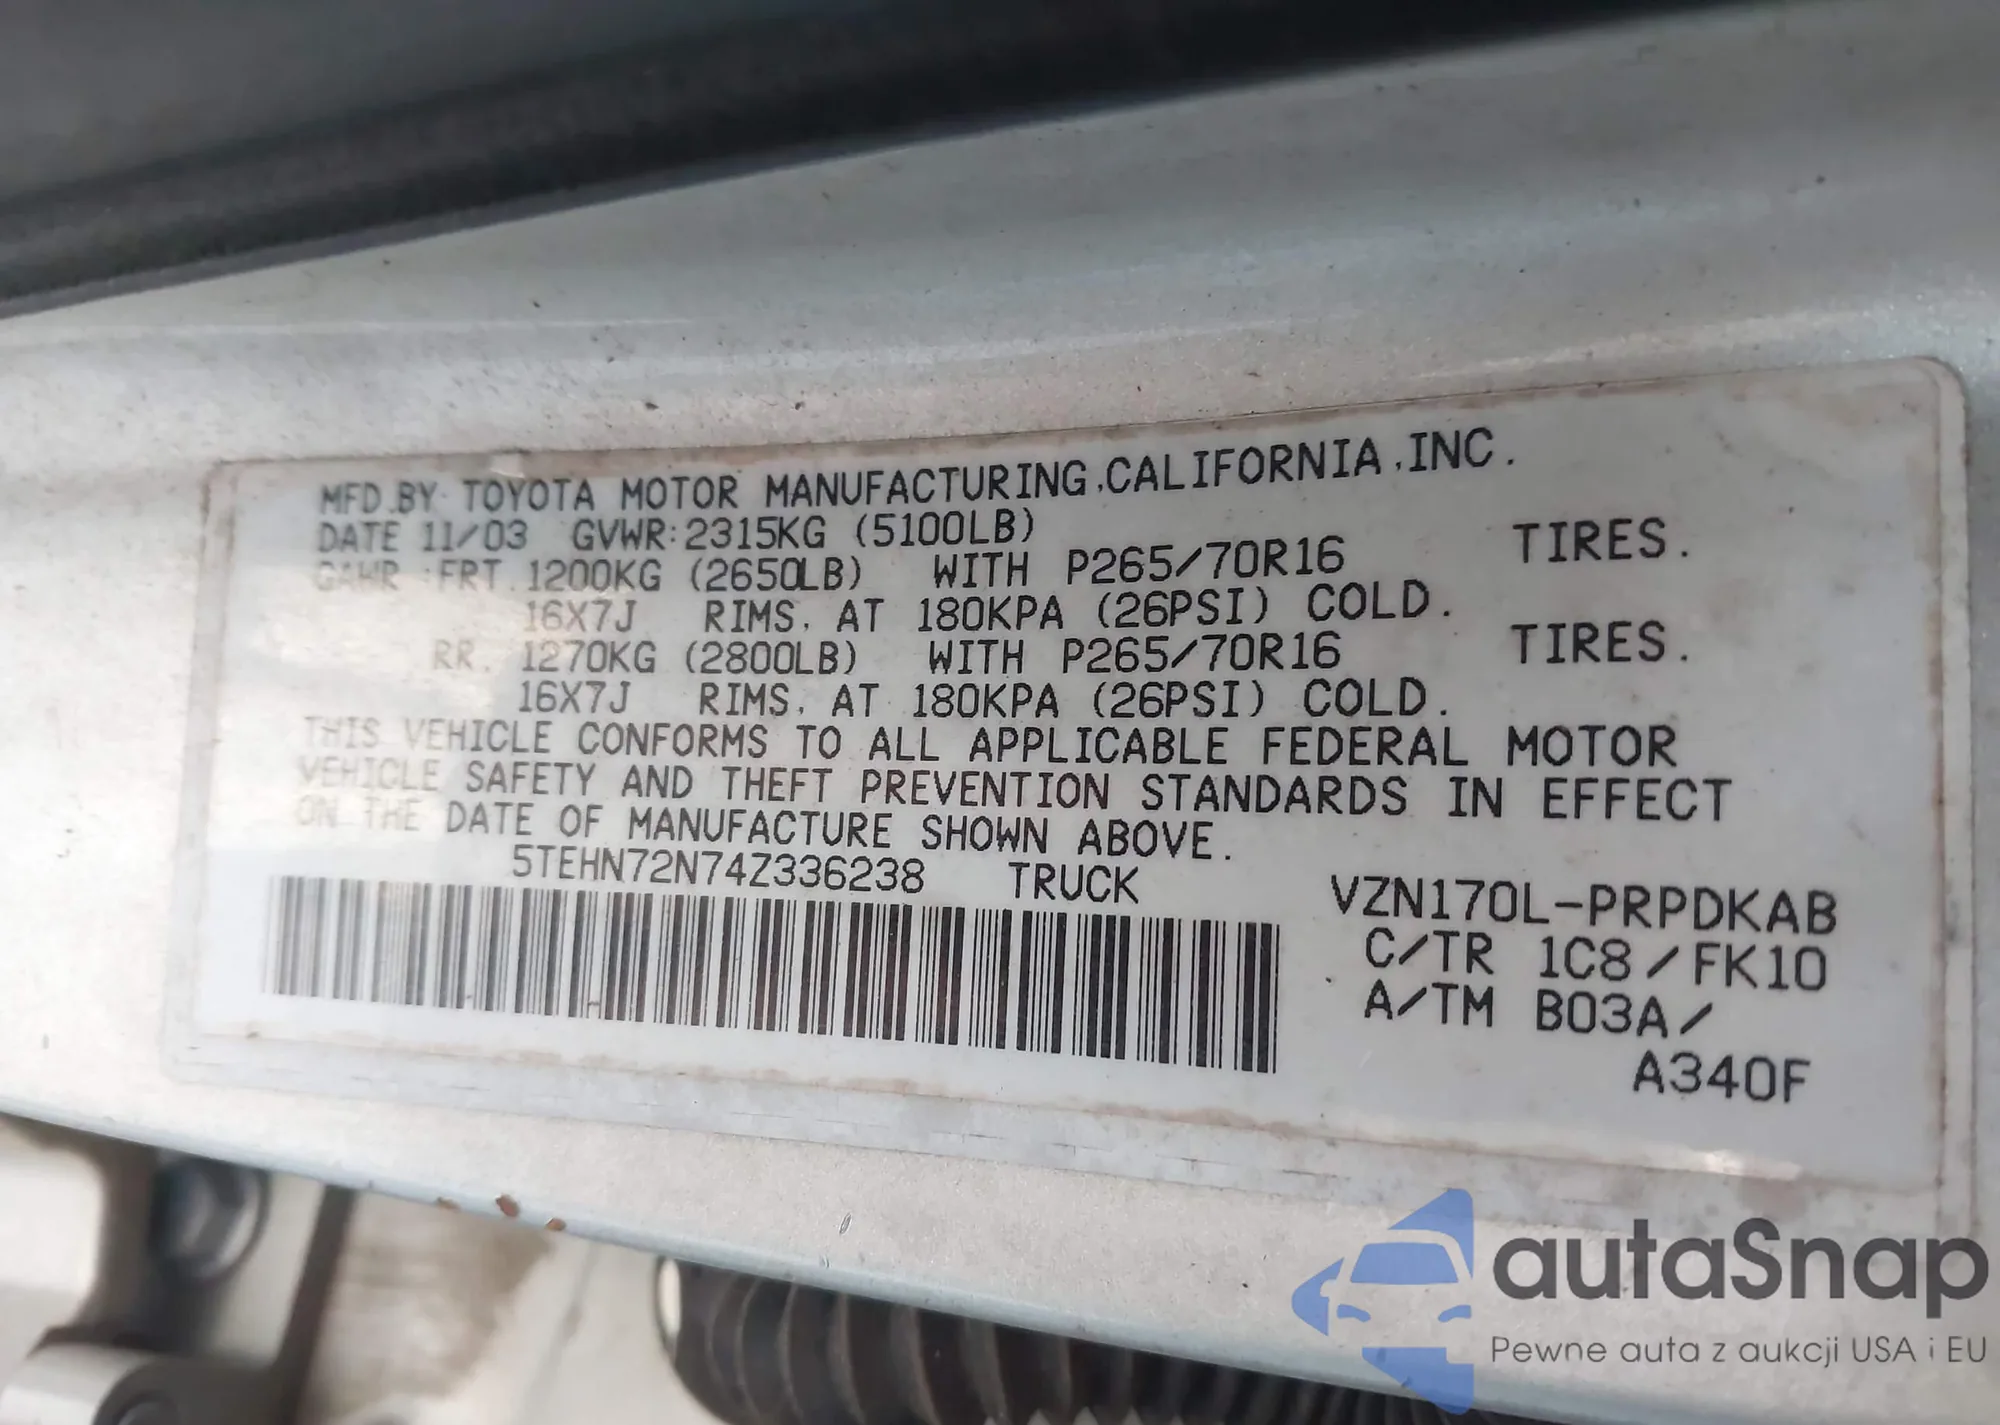 MFD.BY TOYOTA MOTOR MANUFACTURING,CALIFORNIA,INC.
DATE 11/03 GVWR:2315KG (5100LB)
GAWR :FRT. 1200KG (2650LB) WITH P265/70R16 TIRES.
16X7J RIMS, AT 180KPA (26PSI) COLD.
RR. 1270KG (2800LB) WITH P265/70R16 TIRES.
16X7J RIMS, AT 180KPA (26PSI) COLD.
THIS VEHICLE CONFORMS TO ALL APPLICABLE FEDERAL MOTOR
VEHICLE SAFETY AND THEFT PREVENTION STANDARDS IN EFFECT
ON THE DATE OF MANUFACTURE SHOWN ABOVE.
5TEHN72N74Z336238 TRUCK VZN170L-PRPDKAB
C/TR 1C8/FK10
A/TM B03A/
A340F
autaSnap
Pewne auta z aukcji USA i EU